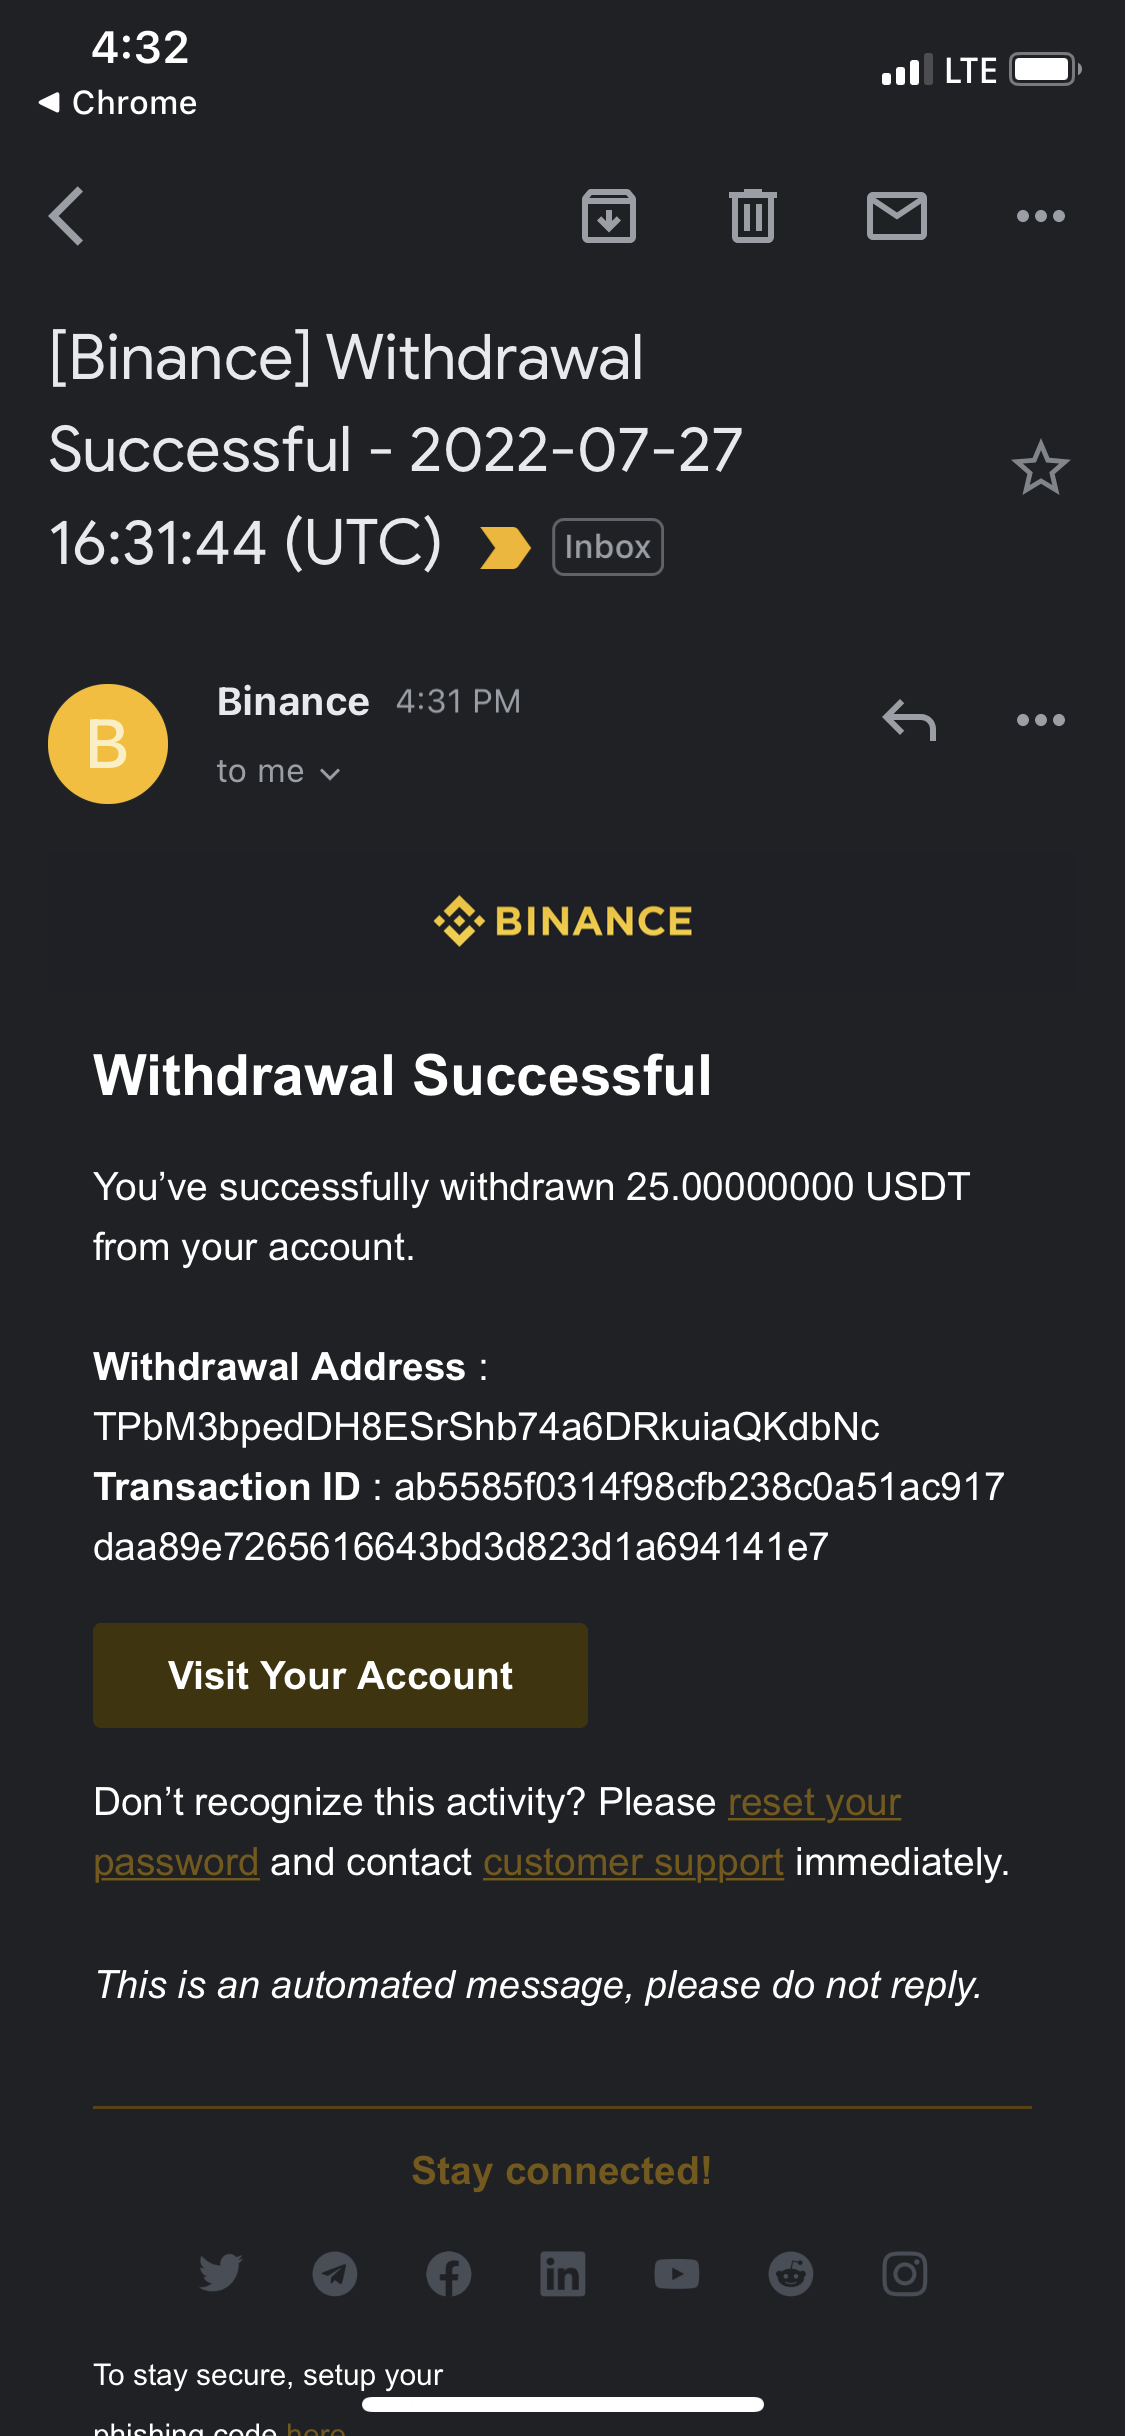 4:32
LTE
Chrome
[Binance] Withdrawal
Successful - 2022-07-27
16:31:44 (UTC) Inbox
B
Binance 4:31 PM
to me
BINANCE
Withdrawal Successful
You’ve successfully withdrawn 25.00000000 USDT
from your account.
Withdrawal Address :
TPbM3bpedDH8ESrShb74a6DRkuiaQKdbNc
Transaction ID : ab5585f0314f98cfb238c0a51ac917
daa89e7265616643bd3d823d1a694141e7
Visit Your Account
Don’t recognize this activity? Please reset your
password and contact customer support immediately.
This is an automated message, please do not reply.
Stay connected!
To stay secure, setup your
phishing code here